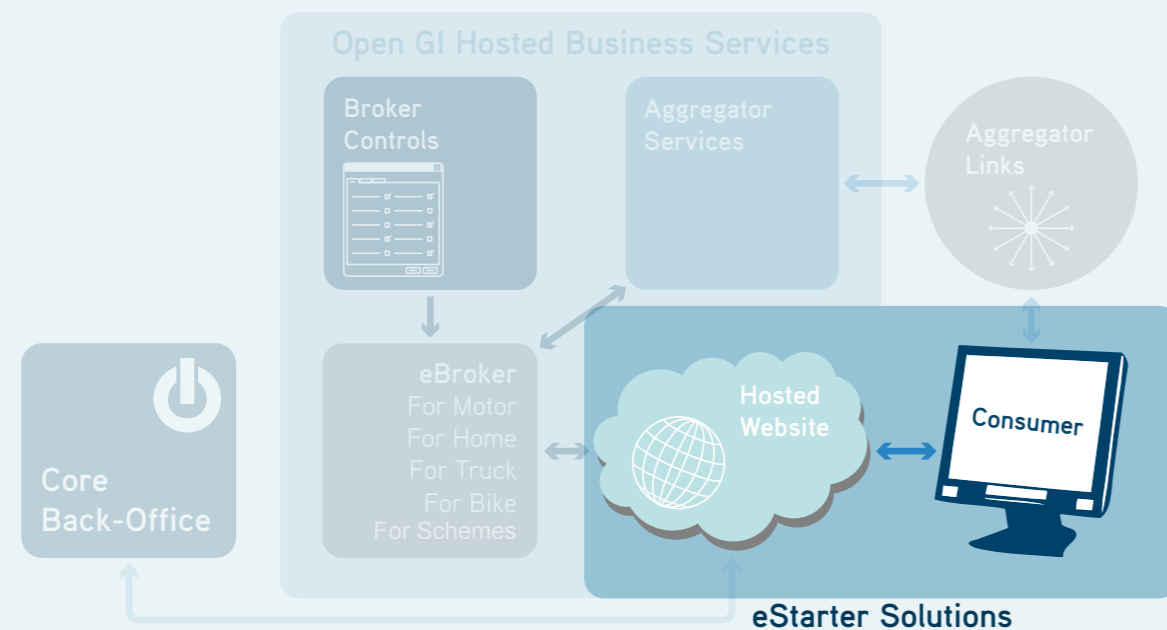 Open GI Hosted Business Services
Broker
Controls
Aggregator
Services
Aggregator
Links
Core
Back-Office
eBroker
For Motor
For Home
For Truck
For Bike
For Schemes
Hosted
Website
Consumer
eStarter Solutions